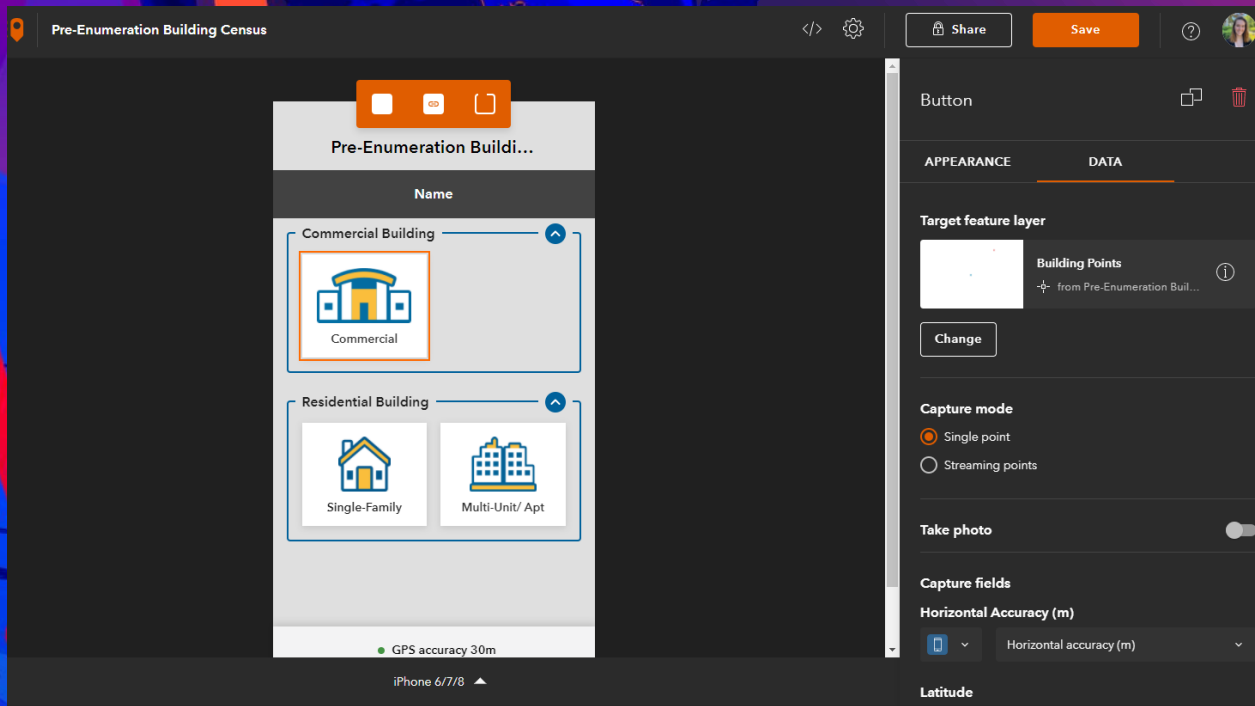 Pre-Enumeration Building Census
</>
Share
Save
?
Pre-Enumeration Buildi...
Name
Commercial Building
Commercial
Residential Building
Single-Family
Multi-Unit/ Apt
GPS accuracy 30m
iPhone 6/7/8
Button
APPEARANCE
DATA
Target feature layer
Building Points
from Pre-Enumeration Buil...
Change
Capture mode
Single point
Streaming points
Take photo
Capture fields
Horizontal Accuracy (m)
Horizontal accuracy (m)
Latitude